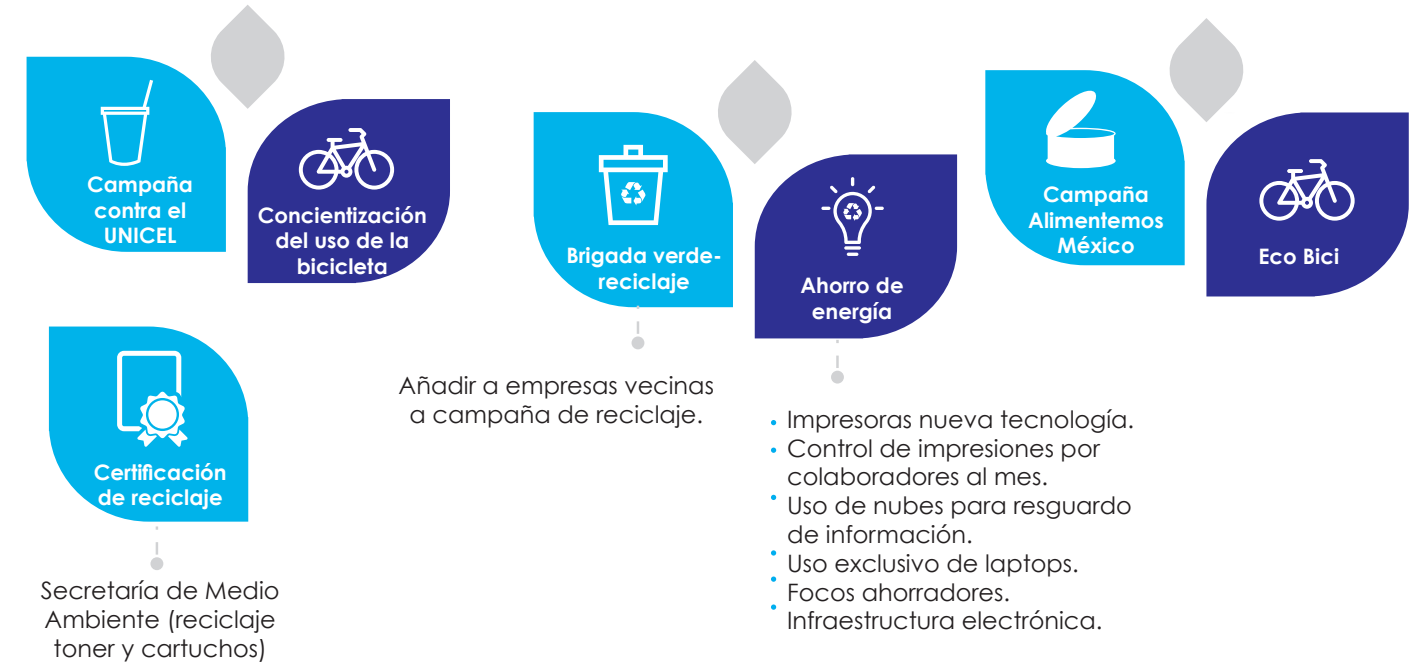 Campaña
contra el
UNICEL
Concientización
del uso de la
bicicleta
Certificación
de reciclaje
Secretaría de Medio
Ambiente (reciclaje
toner y cartuchos)
Brigada verde-
reciclaje
Añadir a empresas vecinas
a campaña de reciclaje.
Ahorro de
energía
• Impresoras nueva tecnología.
• Control de impresiones por
colaboradores al mes.
• Uso de nubes para resguardo
de información.
• Uso exclusivo de laptops.
• Focos ahorradores.
• Infraestructura electrónica.
Campaña
Alimentemos
México
Eco Bici